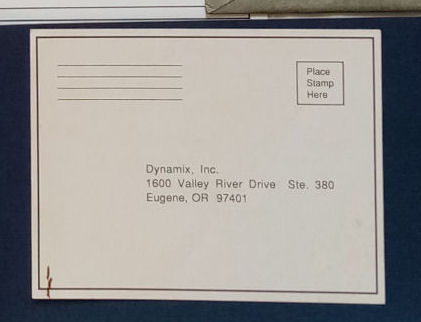 Place
Stamp
Here
Dynamix, Inc.
1600 Valley River Drive Ste. 380
Eugene, OR 97401